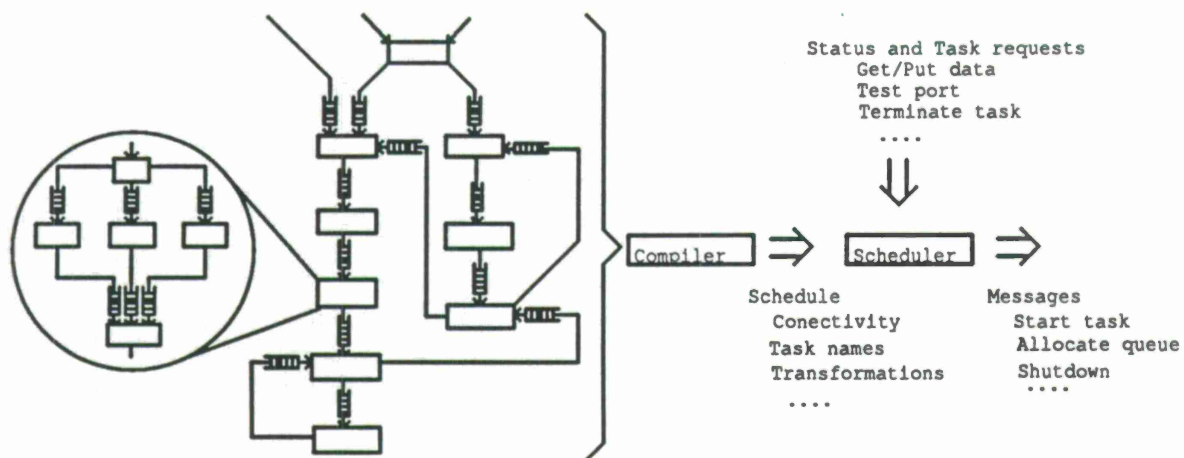 Status and Task requests
Get/Put data
Test port
Terminate task
....
Compiler
Scheduler
Schedule
Conectivity
Task names
Transformations
....
Messages
Start task
Allocate queue
Shutdown
....